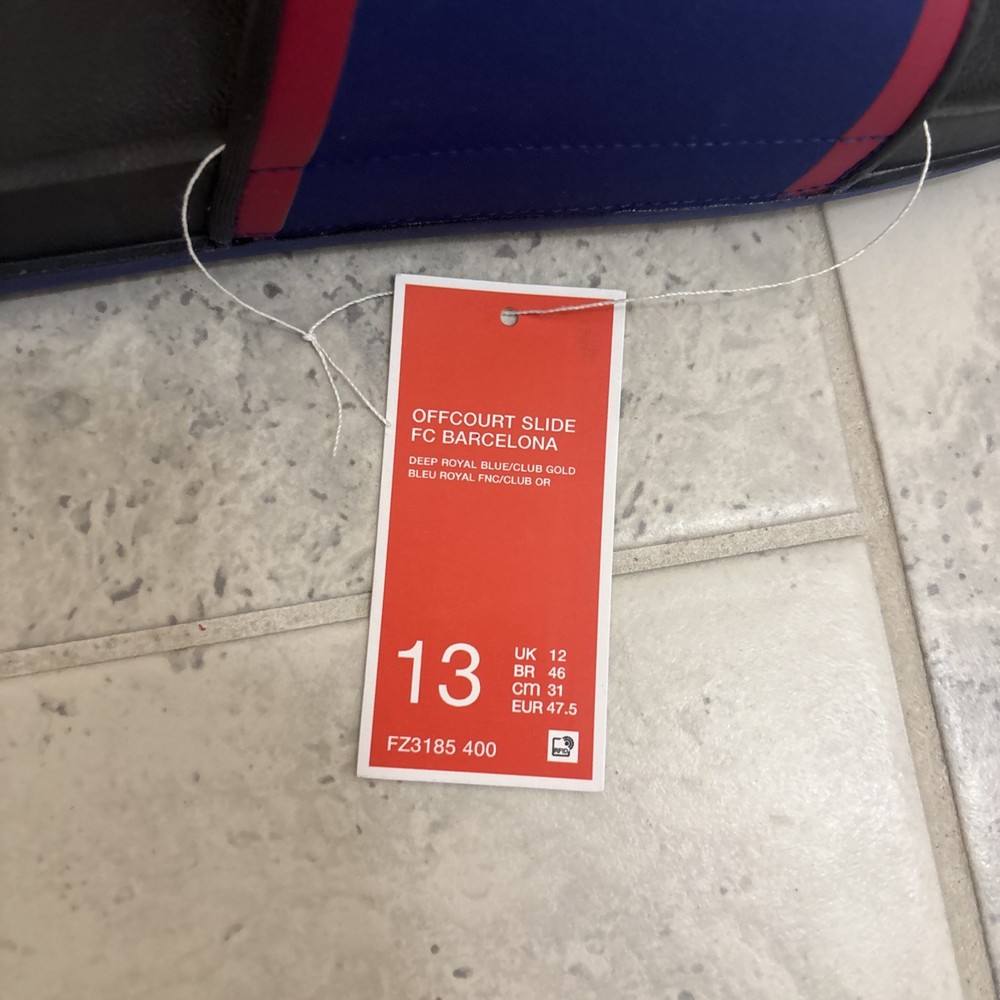 OFFCOURT SLIDE
FC BARCELONA
DEEP ROYAL BLUE/CLUB GOLD
BLEU ROYAL FNC/CLUB OR
13
UK 12
BR 46
cm 31
EUR 47.5
FZ3185 400
RFID